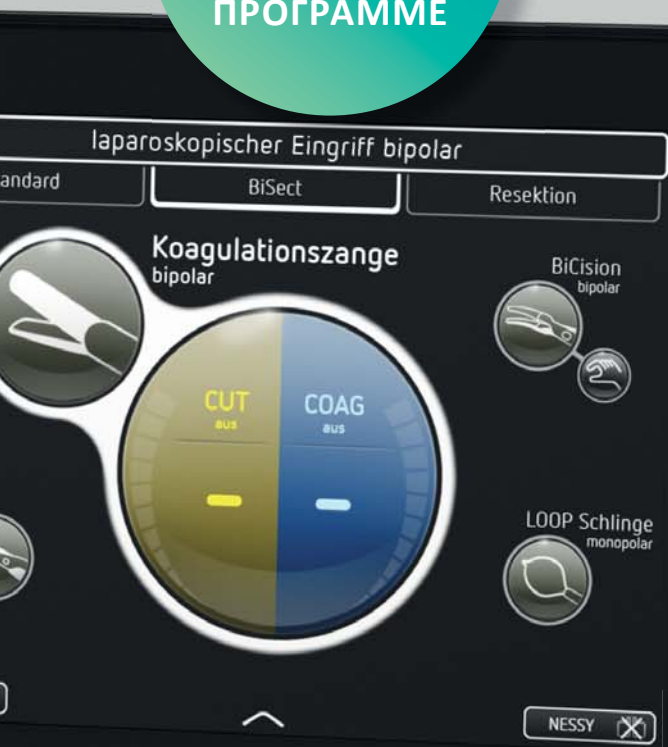 ПРОГРАММЕ
laparoskopischer Eingriff bipolar
andard
BiSect
Resektion
Koagulationszange
bipolar
BiCision
bipolar
CUT
aus
COAG
aus
LOOP Schlinge
monopolar
NESSY